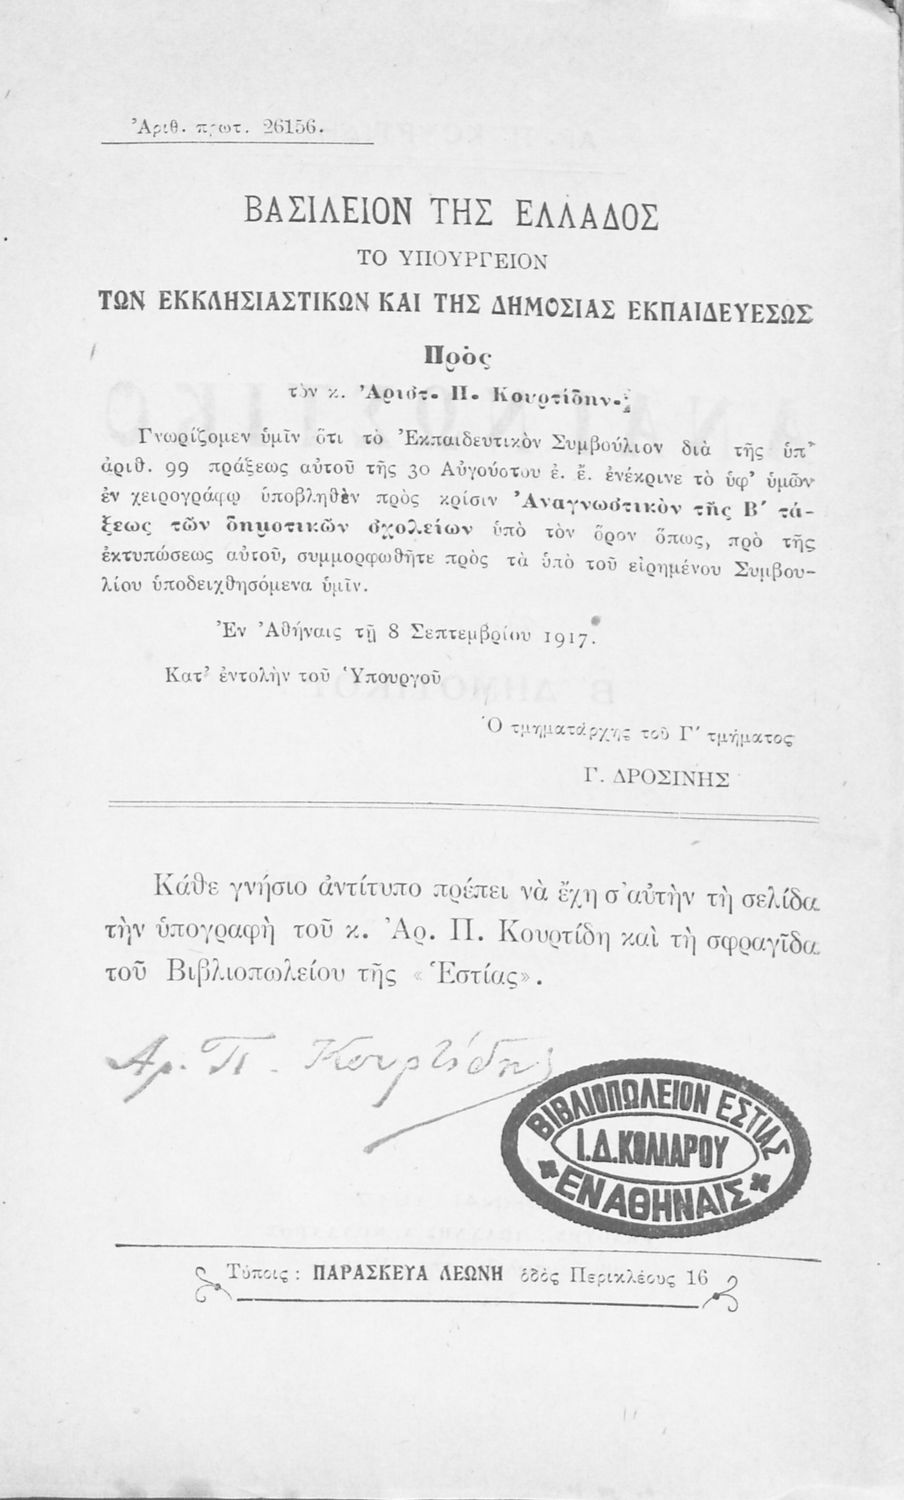 Ἀριθ. πρωτ. 26156.
ΒΑΣΙΛΕΙΟΝ ΤΗΣ ΕΛΛΑΔΟΣ
ΤΟ ΥΠΟΥΡΓΕΙΟΝ
ΤΩΝ ΕΚΚΛΗΣΙΑΣΤΙΚΩΝ ΚΑΙ ΤΗΣ ΔΗΜΟΣΙΑΣ ΕΚΠΑΙΔΕΥΕΣΩΣ
Πρὸς
τὸν κ. Ἀριστ. Π. Κουρτίδην.
Γνωρίζομεν ὑμῖν ὅτι τὸ Ἐκπαιδευτικὸν Συμβούλιον διὰ τῆς ὑπ'
ἀριθ. 99 πράξεως αὐτοῦ τῆς 30 Αὐγούστου ἐ. ἔ. ἐνέκρινε τὸ ὑφ' ὑμῶν
ἐν χειρογράφῳ ὑποβληθὲν πρὸς κρίσιν Ἀναγνωστικὸν τῆς Β΄ τά-
ξεως τῶν δημοτικῶν σχολείων ὑπὸ τὸν ὅρον ὅπως, πρὸ τῆς
ἐκτυπώσεως αὐτοῦ, συμμορφωθῆτε πρὸς τὰ ὑπὸ τοῦ εἰρημένου Συμβου-
λίου ὑποδειχθησόμενα ὑμῖν.
Ἐν Ἀθήναις τῇ 8 Σεπτεμβρίου 1917.
Κατ' ἐντολὴν τοῦ Ὑπουργοῦ
Ὁ τμηματάρχης τοῦ Γ΄ τμήματος
Γ. ΔΡΟΣΙΝΗΣ
Κάθε γνήσιο ἀντίτυπο πρέπει νὰ ἔχη σ' αὐτὴν τὴ σελίδα
τὴν ὑπογραφὴ τοῦ κ. Ἀρ. Π. Κουρτίδη καὶ τὴ σφραγῖδα
τοῦ Βιβλιοπωλείου τῆς «Ἑστίας».
Αρ. Π. Κουρτίδης
ΒΙΒΛΙΟΠΩΛΕΙΟΝ ΕΣΤΙΑΣ
Ι.Δ.ΚΟΛΛΑΡΟΥ
ΕΝ ΑΘΗΝΑΙΣ
Τύποις: ΠΑΡΑΣΚΕΥΑ ΛΕΩΝΗ ὁδὸς Περικλέους 16